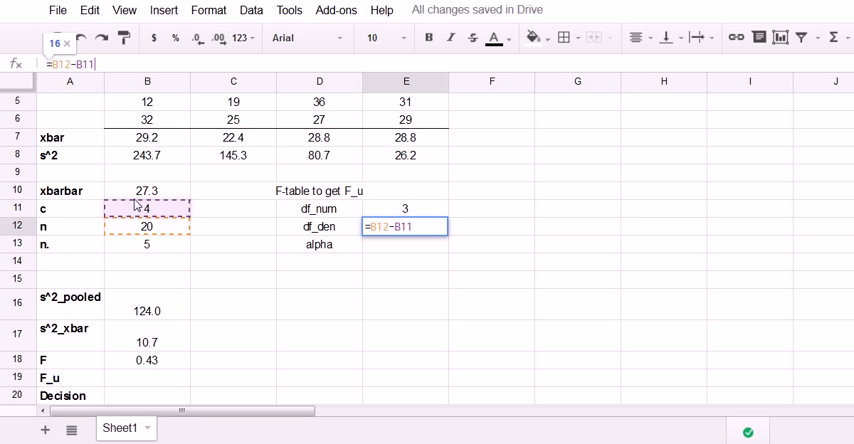 File Edit View Insert Format Data Tools Add-ons Help All changes saved in Drive
16 × $ % .0 .00 123 Arial 10 B I S A Σ
fx =B12-B11
A B C D E F G H I J
5 12 19 36 31
6 32 25 27 29
7 xbar 29.2 22.4 28.8 28.8
8 s^2 243.7 145.3 80.7 26.2
9
10 xbarbar 27.3 F-table to get F_u
11 c 4 df_num 3
12 n 20 df_den =B12-B11
13 n. 5 alpha
14
15
16 s^2_pooled 124.0
17 s^2_xbar 10.7
18 F 0.43
19 F_u
20 Decision
+ Sheet1